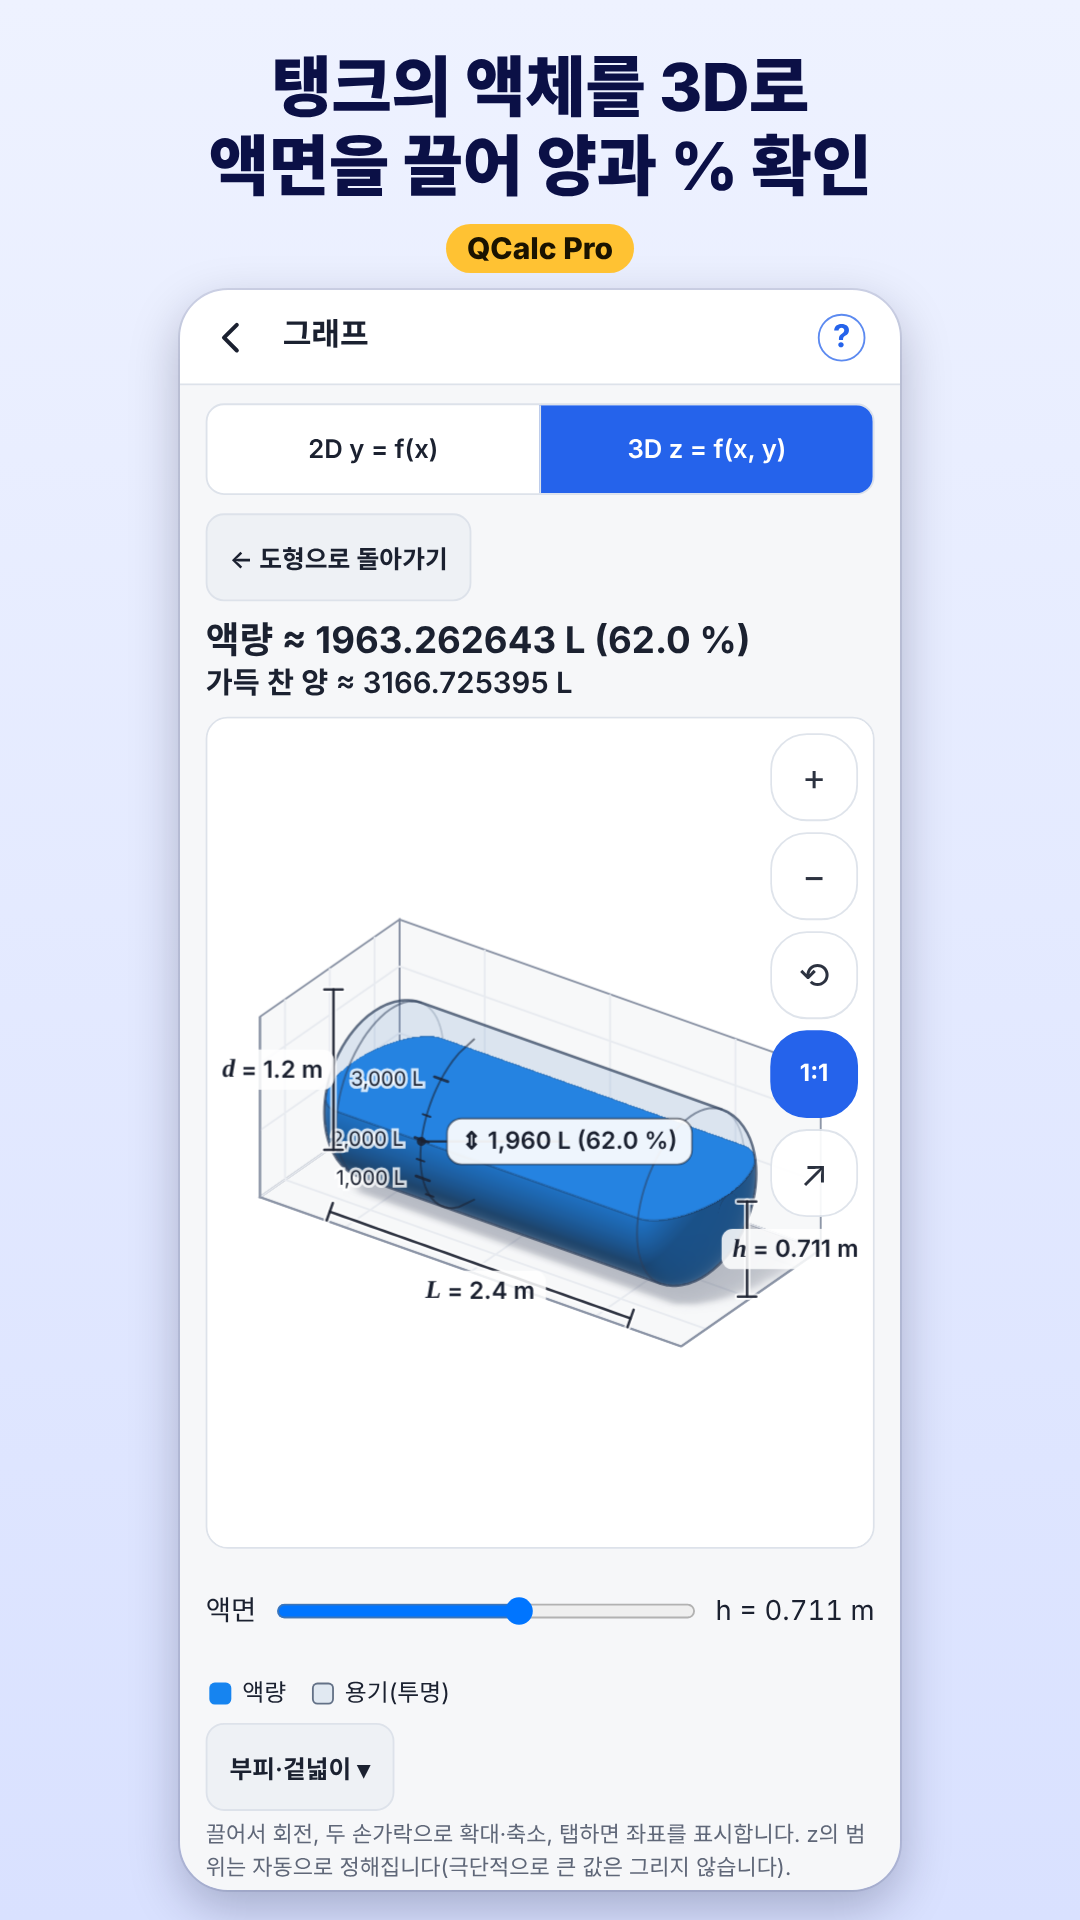 탱크의 액체를 3D로
액면을 끌어 양과 % 확인
QCalc Pro
그래프
?
2D y = f(x)
3D z = f(x, y)
← 도형으로 돌아가기
액량 ≈ 1963.262643 L (62.0 %)
가득 찬 양 ≈ 3166.725395 L
+
−
⟲
1:1
↗
d = 1.2 m
3,000 L
2,000 L
⇕ 1,960 L (62.0 %)
1,000 L
h = 0.711 m
L = 2.4 m
액면
h = 0.711 m
액량
용기(투명)
부피·겉넓이 ▾
끌어서 회전, 두 손가락으로 확대·축소, 탭하면 좌표를 표시합니다. z의 범
위는 자동으로 정해집니다(극단적으로 큰 값은 그리지 않습니다).